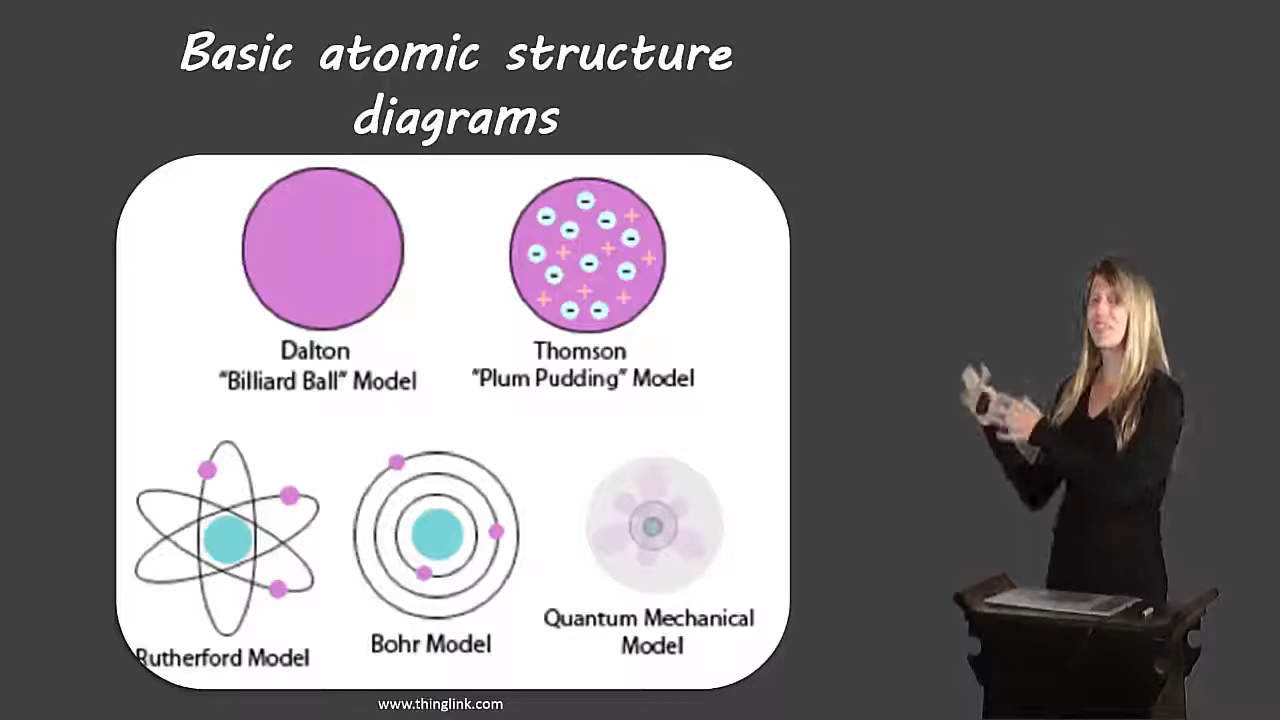 Basic atomic structure
diagrams
Dalton
"Billiard Ball" Model
Thomson
"Plum Pudding" Model
Rutherford Model
Bohr Model
Quantum Mechanical
Model
www.thinglink.com